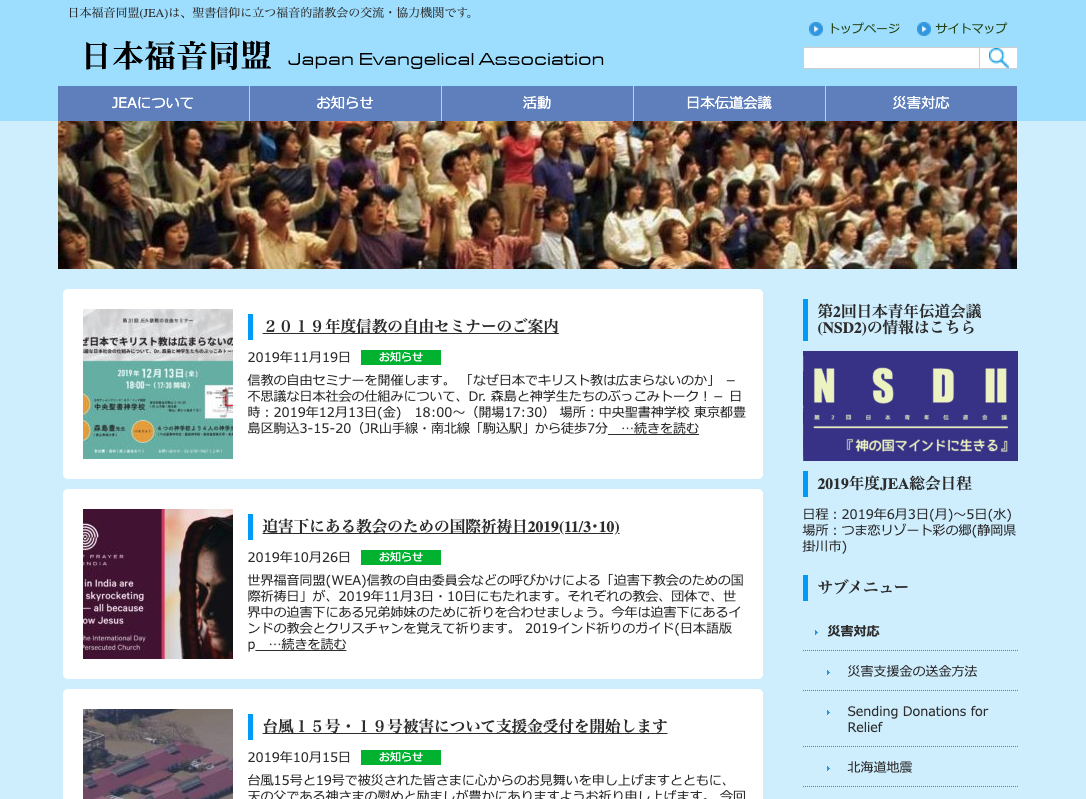 日本福音同盟(JEA)は、聖書信仰に立つ福音的諸教会の交流・協力機関です。
トップページ
サイトマップ
日本福音同盟 Japan Evangelical Association
JEAについて
お知らせ
活動
日本伝道会議
災害対応
第31回 JEA信教の自由セミナー
ぜ日本でキリスト教は広まらないの
2019年 12月13日(金)
18:00〜 (17:30 開場)
中央聖書神学校
２０１９年度信教の自由セミナーのご案内
2019年11月19日 お知らせ
信教の自由セミナーを開催します。 「なぜ日本でキリスト教は広まらないのか」 −
不思議な日本社会の仕組みについて、Dr. 森島と神学生たちのぶっこみトーク！− 日
時：2019年12月13日(金)　18:00〜（開場17:30） 場所：中央聖書神学校 東京都豊
島区駒込3-15-20（JR山手線・南北線「駒込駅」から徒歩7分　…続きを読む
Y PRAYER
INDIA
in India are
skyrocketing
— all because
ow Jesus
he International Day
Persecuted Church
迫害下にある教会のための国際祈祷日2019(11/3･10)
2019年10月26日 お知らせ
世界福音同盟(WEA)信教の自由委員会などの呼びかけによる「迫害下教会のための国
際祈祷日」が、2019年11月3日・10日にもたれます。それぞれの教会、団体で、世
界中の迫害下にある兄弟姉妹のために祈りを合わせましょう。今年は迫害下にあるイ
ンドの教会とクリスチャンを覚えて祈ります。 2019インド祈りのガイド(日本語版
p　…続きを読む
台風１５号・１９号被害について支援金受付を開始します
2019年10月15日 お知らせ
台風15号と19号で被災された皆さまに心からのお見舞いを申し上げますとともに、
天の父である神さまの慰めと励ましが豊かにありますようお祈り申し上げます。 今回
第2回日本青年伝道会議
(NSD2)の情報はこちら
NSDII
第2回日本青年伝道会議
『神の国マインドに生きる』
2019年度JEA総会日程
日程：2019年6月3日(月)〜5日(水)
場所：つま恋リゾート彩の郷(静岡県
掛川市)
サブメニュー
災害対応
災害支援金の送金方法
Sending Donations for
Relief
北海道地震